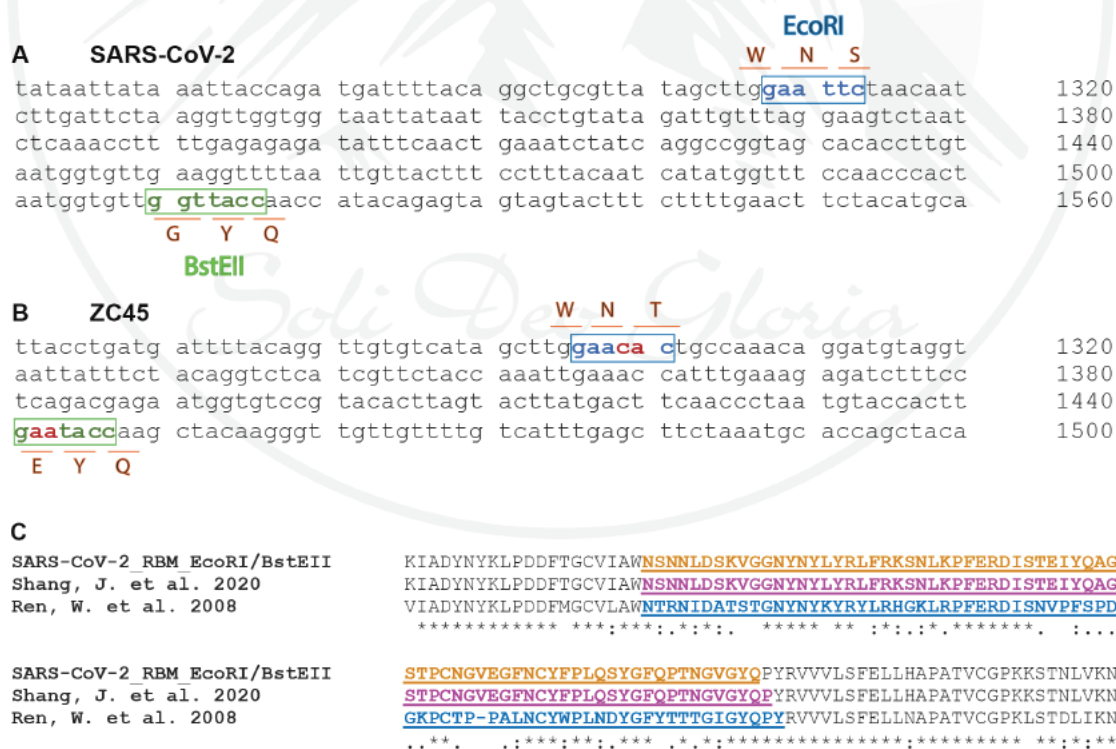 EcoRI
A SARS-CoV-2 W N S
tataattata aattaccaga tgattttaca ggctgcgtta tagcttggaa ttctaacaat 1320
cttgattcta aggttggtgg taattataat tacctgtata gattgtttag gaagtctaat 1380
ctcaaacctt ttgagagaga tatttcaact gaaatctatc aggccggtag cacaccttgt 1440
aatggtgttg aaggttttaa ttgttacttt cctttacaat catatggttt ccaacccact 1500
aatggtgttg gttaccaacc atacagagta gtagtacttt cttttgaact tctacatgca 1560
G Y Q
BstEII
Soli Deo Gloria
B ZC45 W N T
ttacctgatg attttacagg ttgtgtcata gcttggaaca ctgccaaaca ggatgtaggt 1320
aattatttct acaggtctca tcgttctacc aaattgaaac catttgaaag agatctttcc 1380
tcagacgaga atggtgtccg tacacttagt acttatgact tcaaccctaa tgtaccactt 1440
gaataccaag ctacaagggt tgttgttttg tcatttgagc ttctaaatgc accagctaca 1500
E Y Q
C
SARS-CoV-2_RBM_EcoRI/BstEII KIADYNYKLPDDFTGCVIAWNSNNLDSKVGGNYNYLYRLFRKSNLKPFERDISTEIYQAG
Shang, J. et al. 2020 KIADYNYKLPDDFTGCVIAWNSNNLDSKVGGNYNYLYRLFRKSNLKPFERDISTEIYQAG
Ren, W. et al. 2008 VIADYNYKLPDDFMGCVLAWNTRNIDATSTGNYNYKYRYLRHGKLRPFERDISNVPFSPD
 ************ ***:**:.*:*:.  ***** ** :*:.:*.*******.  :...
SARS-CoV-2_RBM_EcoRI/BstEII STPCNGVEGFNCYFPLQSYGFQPTNGVGYQPYRVVVLSFELLHAPATVCGPKKSTNLVKN
Shang, J. et al. 2020 STPCNGVEGFNCYFPLQSYGFQPTNGVGYQPYRVVVLSFELLHAPATVCGPKKSTNLVKN
Ren, W. et al. 2008 GKPCTP-PALNCYWPLNDYGFYTTTGIGYQPYRVVVLSFELLNAPATVCGPKLSTDLIKN
..**.   .:***:**:.*** .*.*:***************:********* **:*:**